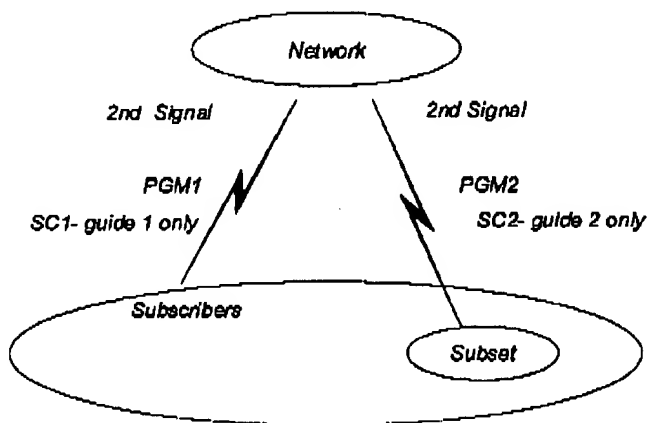 Network
2nd Signal
2nd Signal
PGM1
PGM2
SC1- guide 1 only
SC2- guide 2 only
Subscribers
Subset